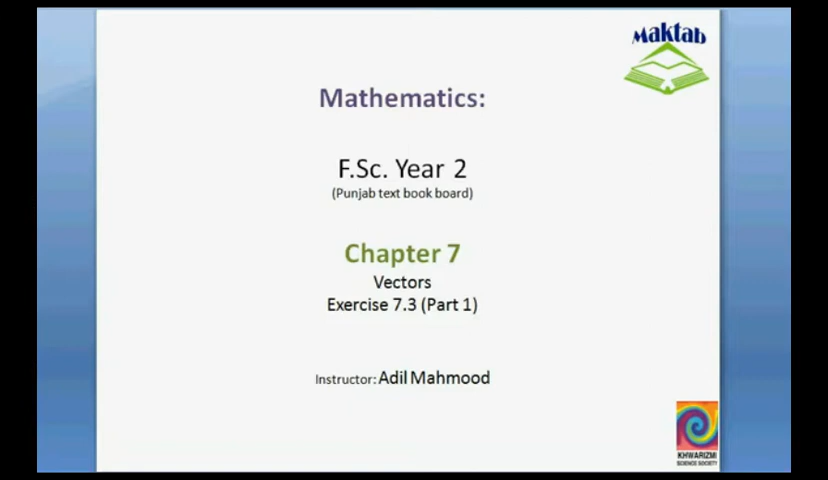 Maktab
Mathematics:
F.Sc. Year 2
(Punjab text book board)
Chapter 7
Vectors
Exercise 7.3 (Part 1)
Instructor: Adil Mahmood
KHWARIZMI
SCIENCE SOCIETY